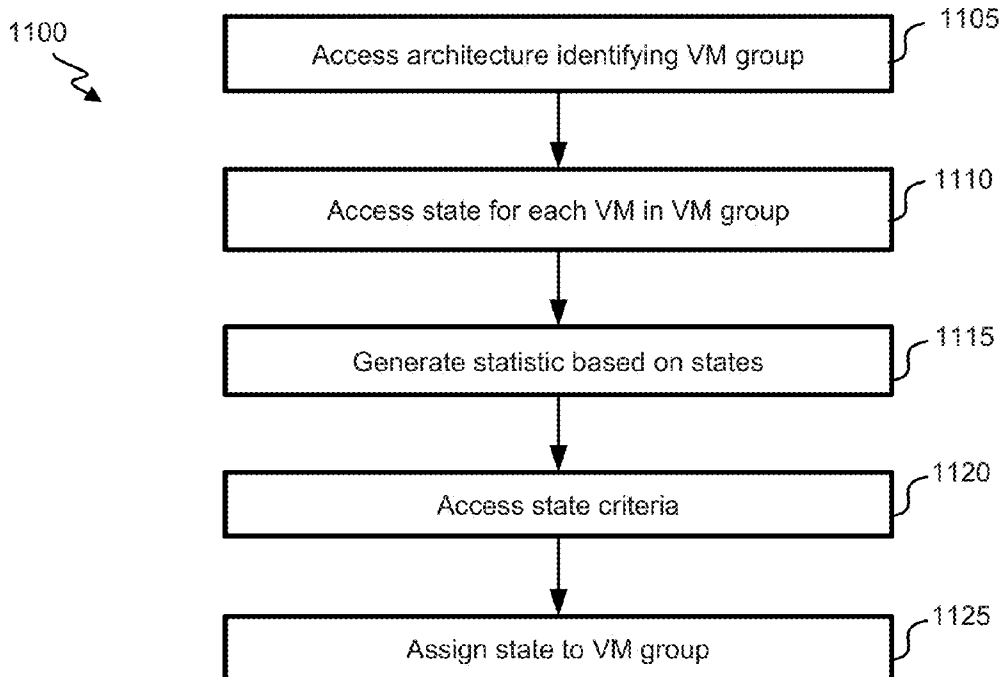 1100
Access architecture identifying VM group
1105
Access state for each VM in VM group
1110
Generate statistic based on states
1115
Access state criteria
1120
Assign state to VM group
1125